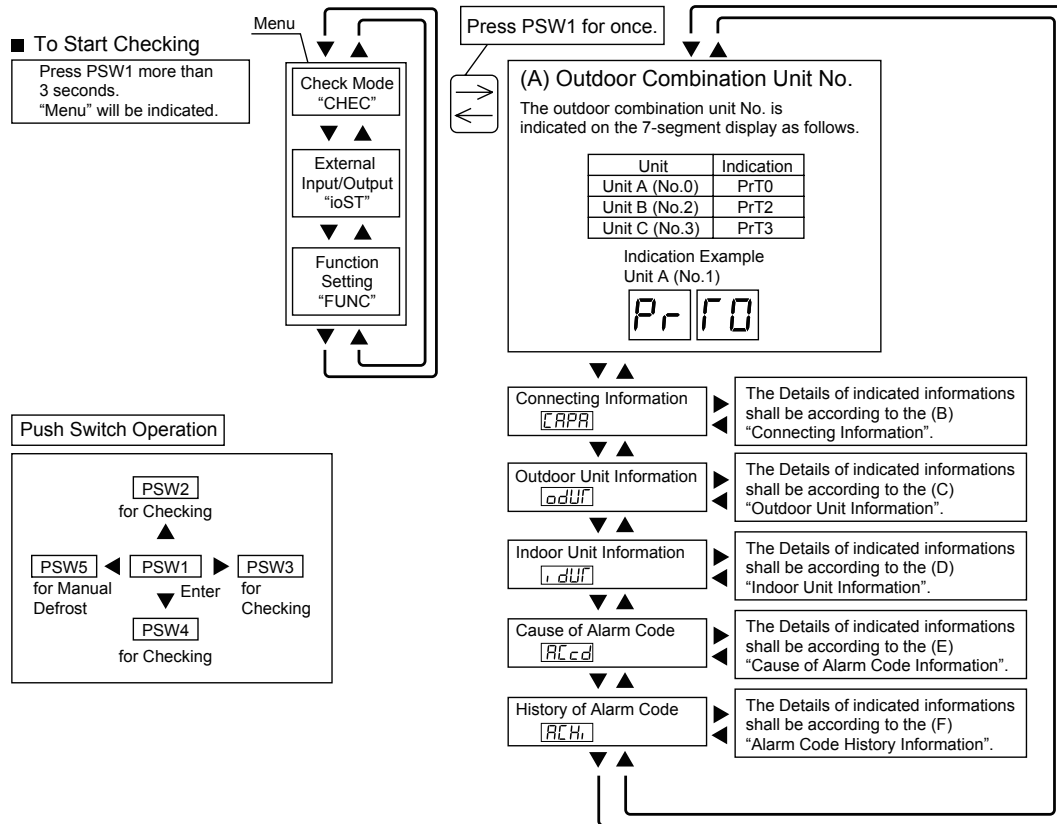 ■ To Start Checking
Press PSW1 more than
3 seconds.
“Menu” will be indicated.
Menu
Check Mode
“CHEC”
External
Input/Output
“ioST”
Function
Setting
“FUNC”
Press PSW1 for once.
(A) Outdoor Combination Unit No.
The outdoor combination unit No. is
indicated on the 7-segment display as follows.
Unit Indication
Unit A (No.0) PrT0
Unit B (No.2) PrT2
Unit C (No.3) PrT3
Indication Example
Unit A (No.1)
Pr T0
Connecting Information
CAPA
The Details of indicated informations
shall be according to the (B)
“Connecting Information”.
Outdoor Unit Information
odUT
The Details of indicated informations
shall be according to the (C)
“Outdoor Unit Information”.
Indoor Unit Information
idUT
The Details of indicated informations
shall be according to the (D)
“Indoor Unit Information”.
Cause of Alarm Code
ACcd
The Details of indicated informations
shall be according to the (E)
“Cause of Alarm Code Information”.
History of Alarm Code
ACHi
The Details of indicated informations
shall be according to the (F)
“Alarm Code History Information”.
Push Switch Operation
PSW2
for Checking
PSW5 PSW1 PSW3
for Manual
Defrost
Enter
for
Checking
PSW4
for Checking